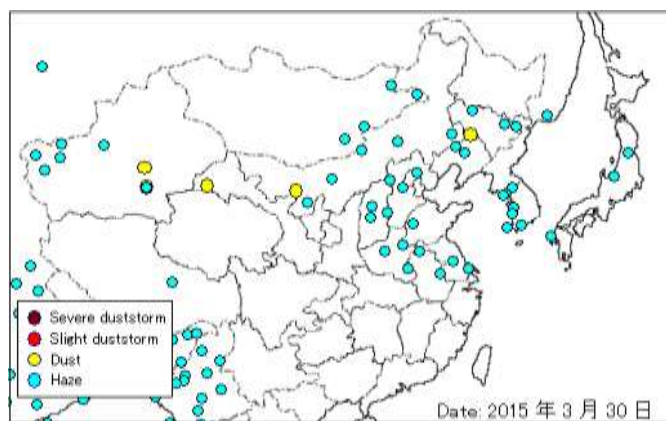 Severe duststorm
Slight duststorm
Dust
Haze
Date: 2015 年 3 月 30 日